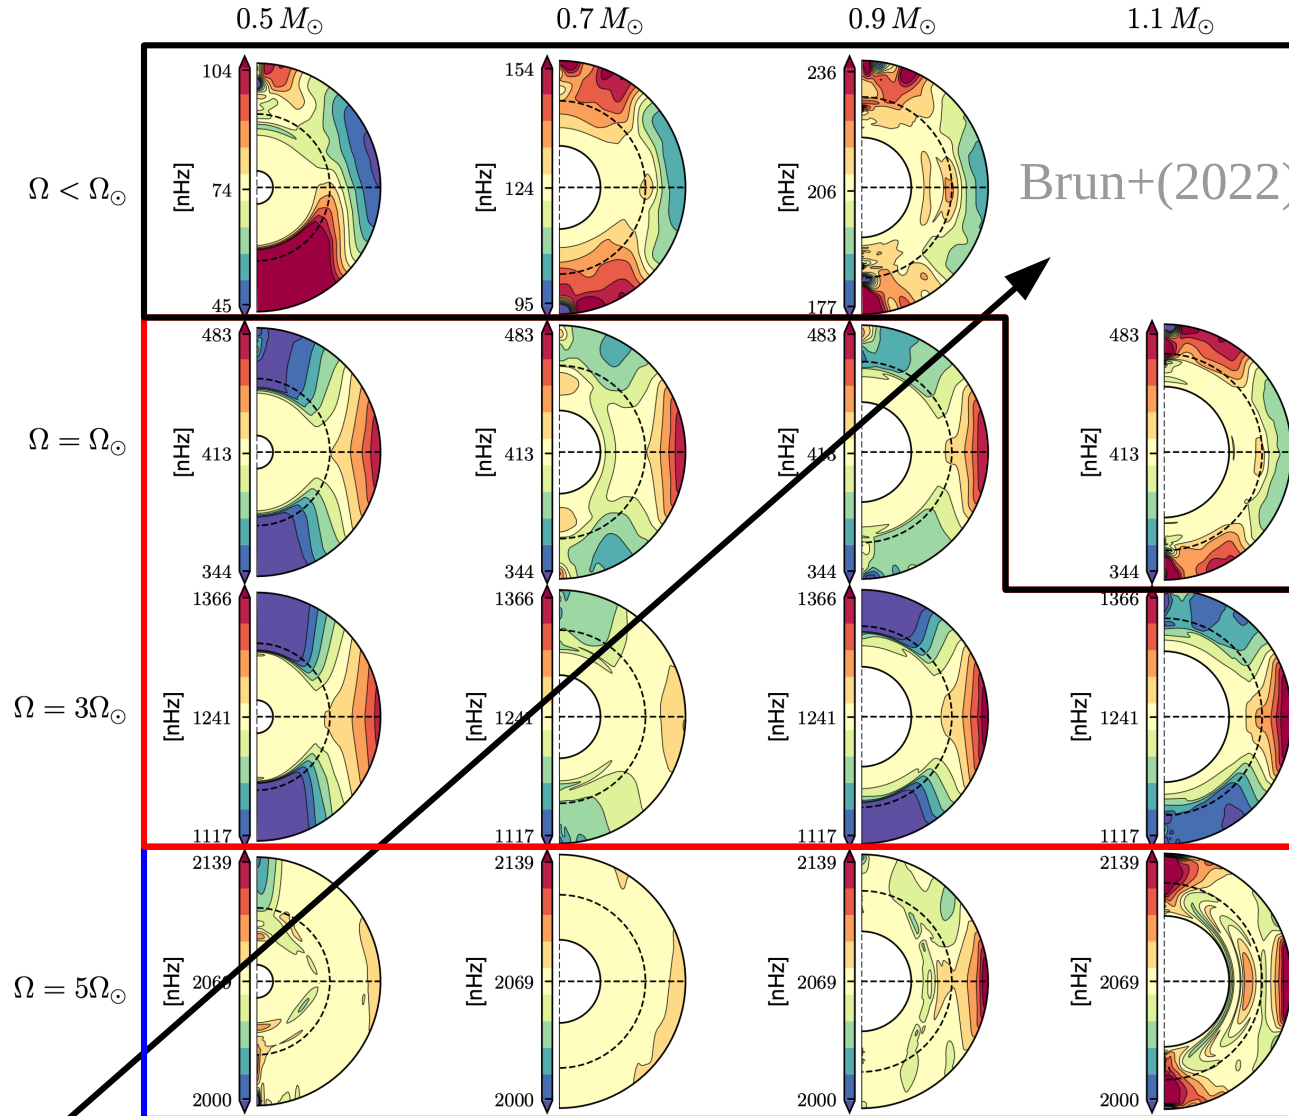 0.5 M⊙ 0.7 M⊙ 0.9 M⊙ 1.1 M⊙
Ω < Ω⊙
104
74
45
[nHz]
154
124
95
[nHz]
236
206
177
[nHz]
Brun+(2022)
Ω = Ω⊙
483
413
344
[nHz]
483
413
344
[nHz]
483
413
344
[nHz]
483
413
344
[nHz]
Ω = 3Ω⊙
1366
1241
1117
[nHz]
1366
1241
1117
[nHz]
1366
1241
1117
[nHz]
1366
1241
1117
[nHz]
Ω = 5Ω⊙
2139
2069
2000
[nHz]
2139
2069
2000
[nHz]
2139
2069
2000
[nHz]
2139
2069
2000
[nHz]